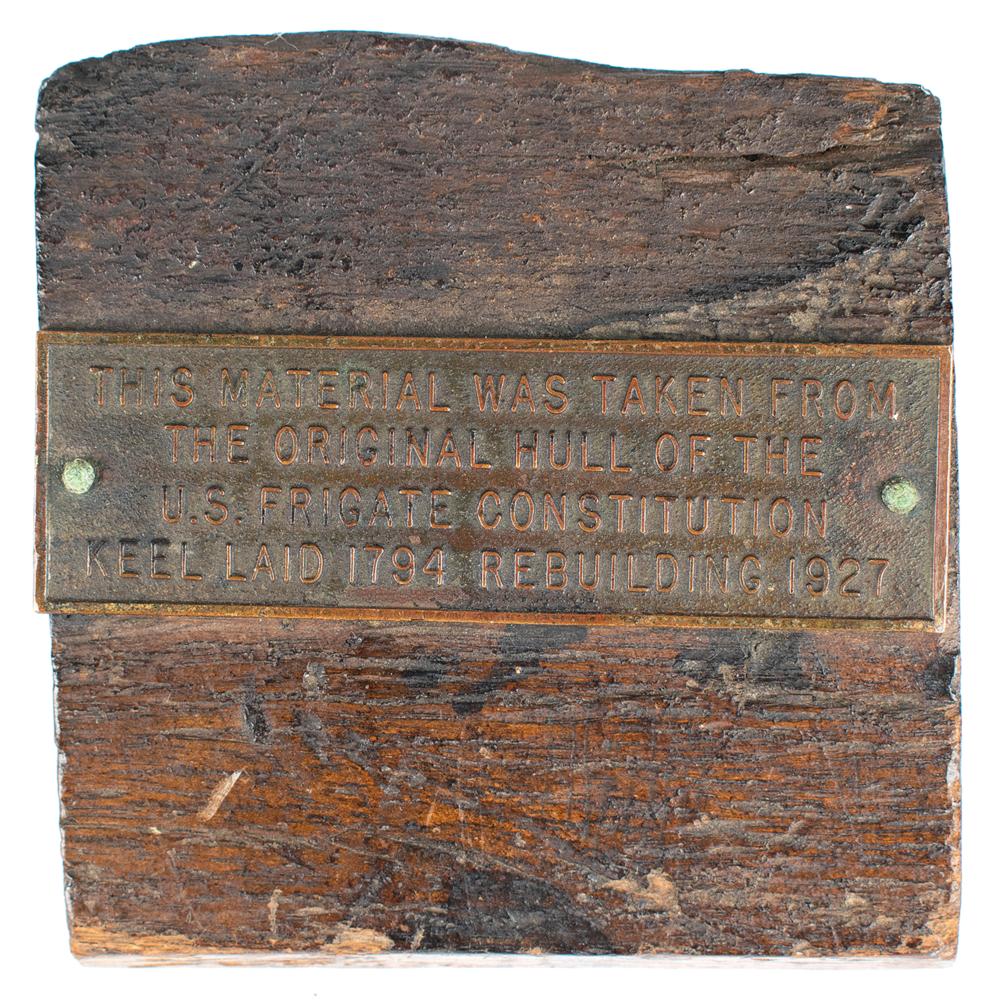 THIS MATERIAL WAS TAKEN FROM
THE ORIGINAL HULL OF THE
U.S. FRIGATE CONSTITUTION
KEEL LAID 1794 REBUILDING.1927